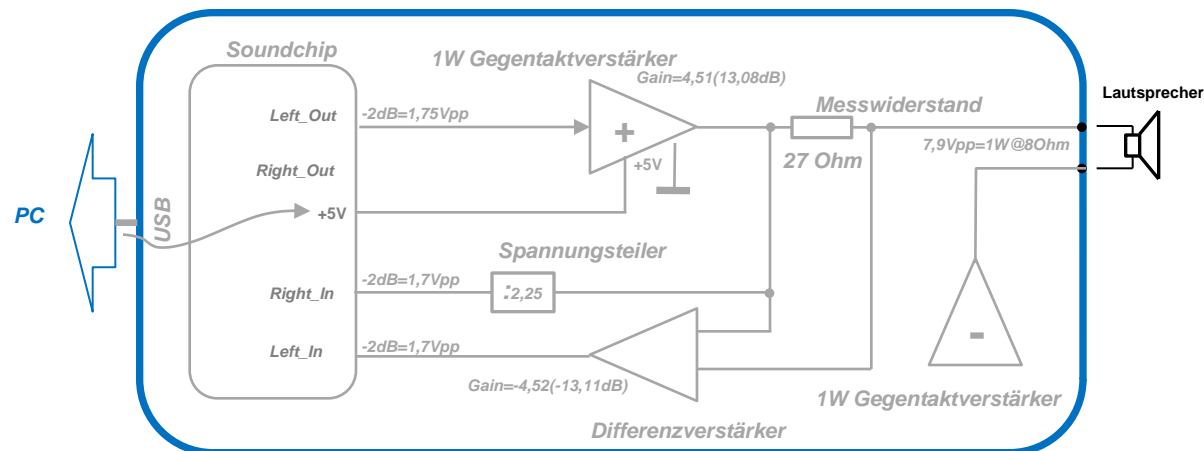 Soundchip
1W Gegentaktverstärker
Gain=4,51(13,08dB)
Lautsprecher
Left_Out
-2dB=1,75Vpp
+
+5V
Messwiderstand
27 Ohm
7,9Vpp=1W@8Ohm
Right_Out
PC
USB
+5V
Spannungsteiler
Right_In
-2dB=1,7Vpp
:2,25
Left_In
-2dB=1,7Vpp
-
Gain=-4,52(-13,11dB)
1W Gegentaktverstärker
Differenzverstärker